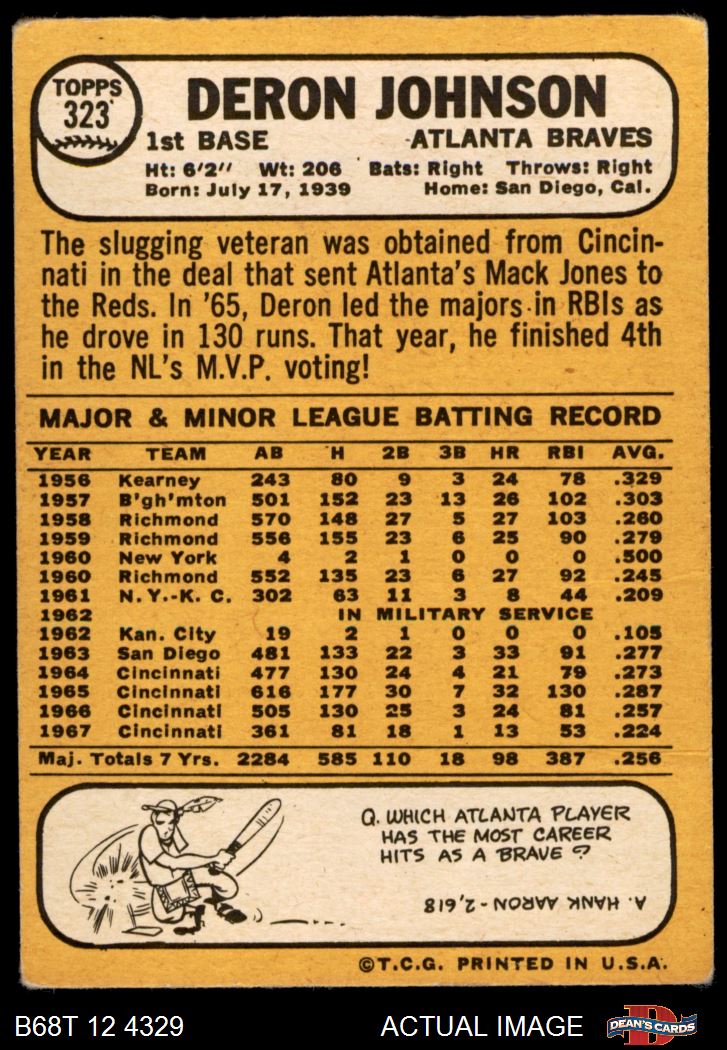 TOPPS
323
DERON JOHNSON
1st BASE ATLANTA BRAVES
Ht: 6'2" Wt: 206 Bats: Right Throws: Right
Born: July 17, 1939 Home: San Diego, Cal.
The slugging veteran was obtained from Cincin-
nati in the deal that sent Atlanta's Mack Jones to
the Reds. In '65, Deron led the majors in RBIs as
he drove in 130 runs. That year, he finished 4th
in the NL's M.V.P. voting!
MAJOR & MINOR LEAGUE BATTING RECORD
YEAR TEAM AB H 2B 3B HR RBI AVG.
1956 Kearney 243 80 9 3 24 78 .329
1957 B'gh'mton 501 152 23 13 26 102 .303
1958 Richmond 570 148 27 5 27 103 .260
1959 Richmond 556 155 23 6 25 90 .279
1960 New York 4 2 1 0 0 0 .500
1960 Richmond 552 135 23 6 27 92 .245
1961 N.Y.-K. C. 302 63 11 3 8 44 .209
1962 IN MILITARY SERVICE
1962 Kan. City 19 2 1 0 0 0 .105
1963 San Diego 481 133 22 3 33 91 .277
1964 Cincinnati 477 130 24 4 21 79 .273
1965 Cincinnati 616 177 30 7 32 130 .287
1966 Cincinnati 505 130 25 3 24 81 .257
1967 Cincinnati 361 81 18 1 13 53 .224
Maj. Totals 7 Yrs. 2284 585 110 18 98 387 .256
Q. WHICH ATLANTA PLAYER
HAS THE MOST CAREER
HITS AS A BRAVE?
A. HANK AARON-2,618
©T.C.G. PRINTED IN U.S.A.
B68T 12 4329 ACTUAL IMAGE D DEAN'S CARDS